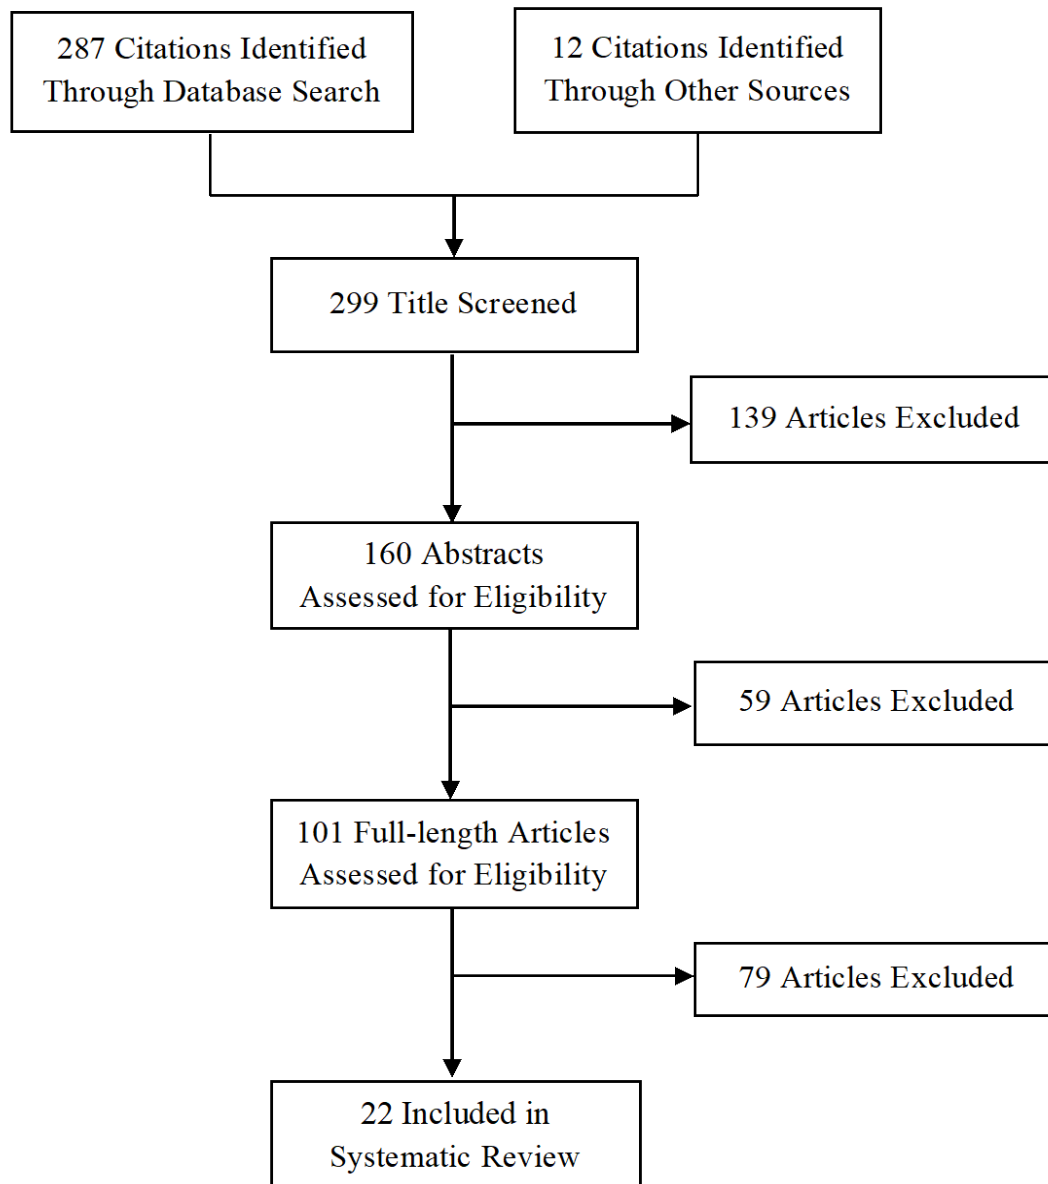 287 Citations Identified
Through Database Search
12 Citations Identified
Through Other Sources
299 Title Screened
139 Articles Excluded
160 Abstracts
Assessed for Eligibility
59 Articles Excluded
101 Full-length Articles
Assessed for Eligibility
79 Articles Excluded
22 Included in
Systematic Review